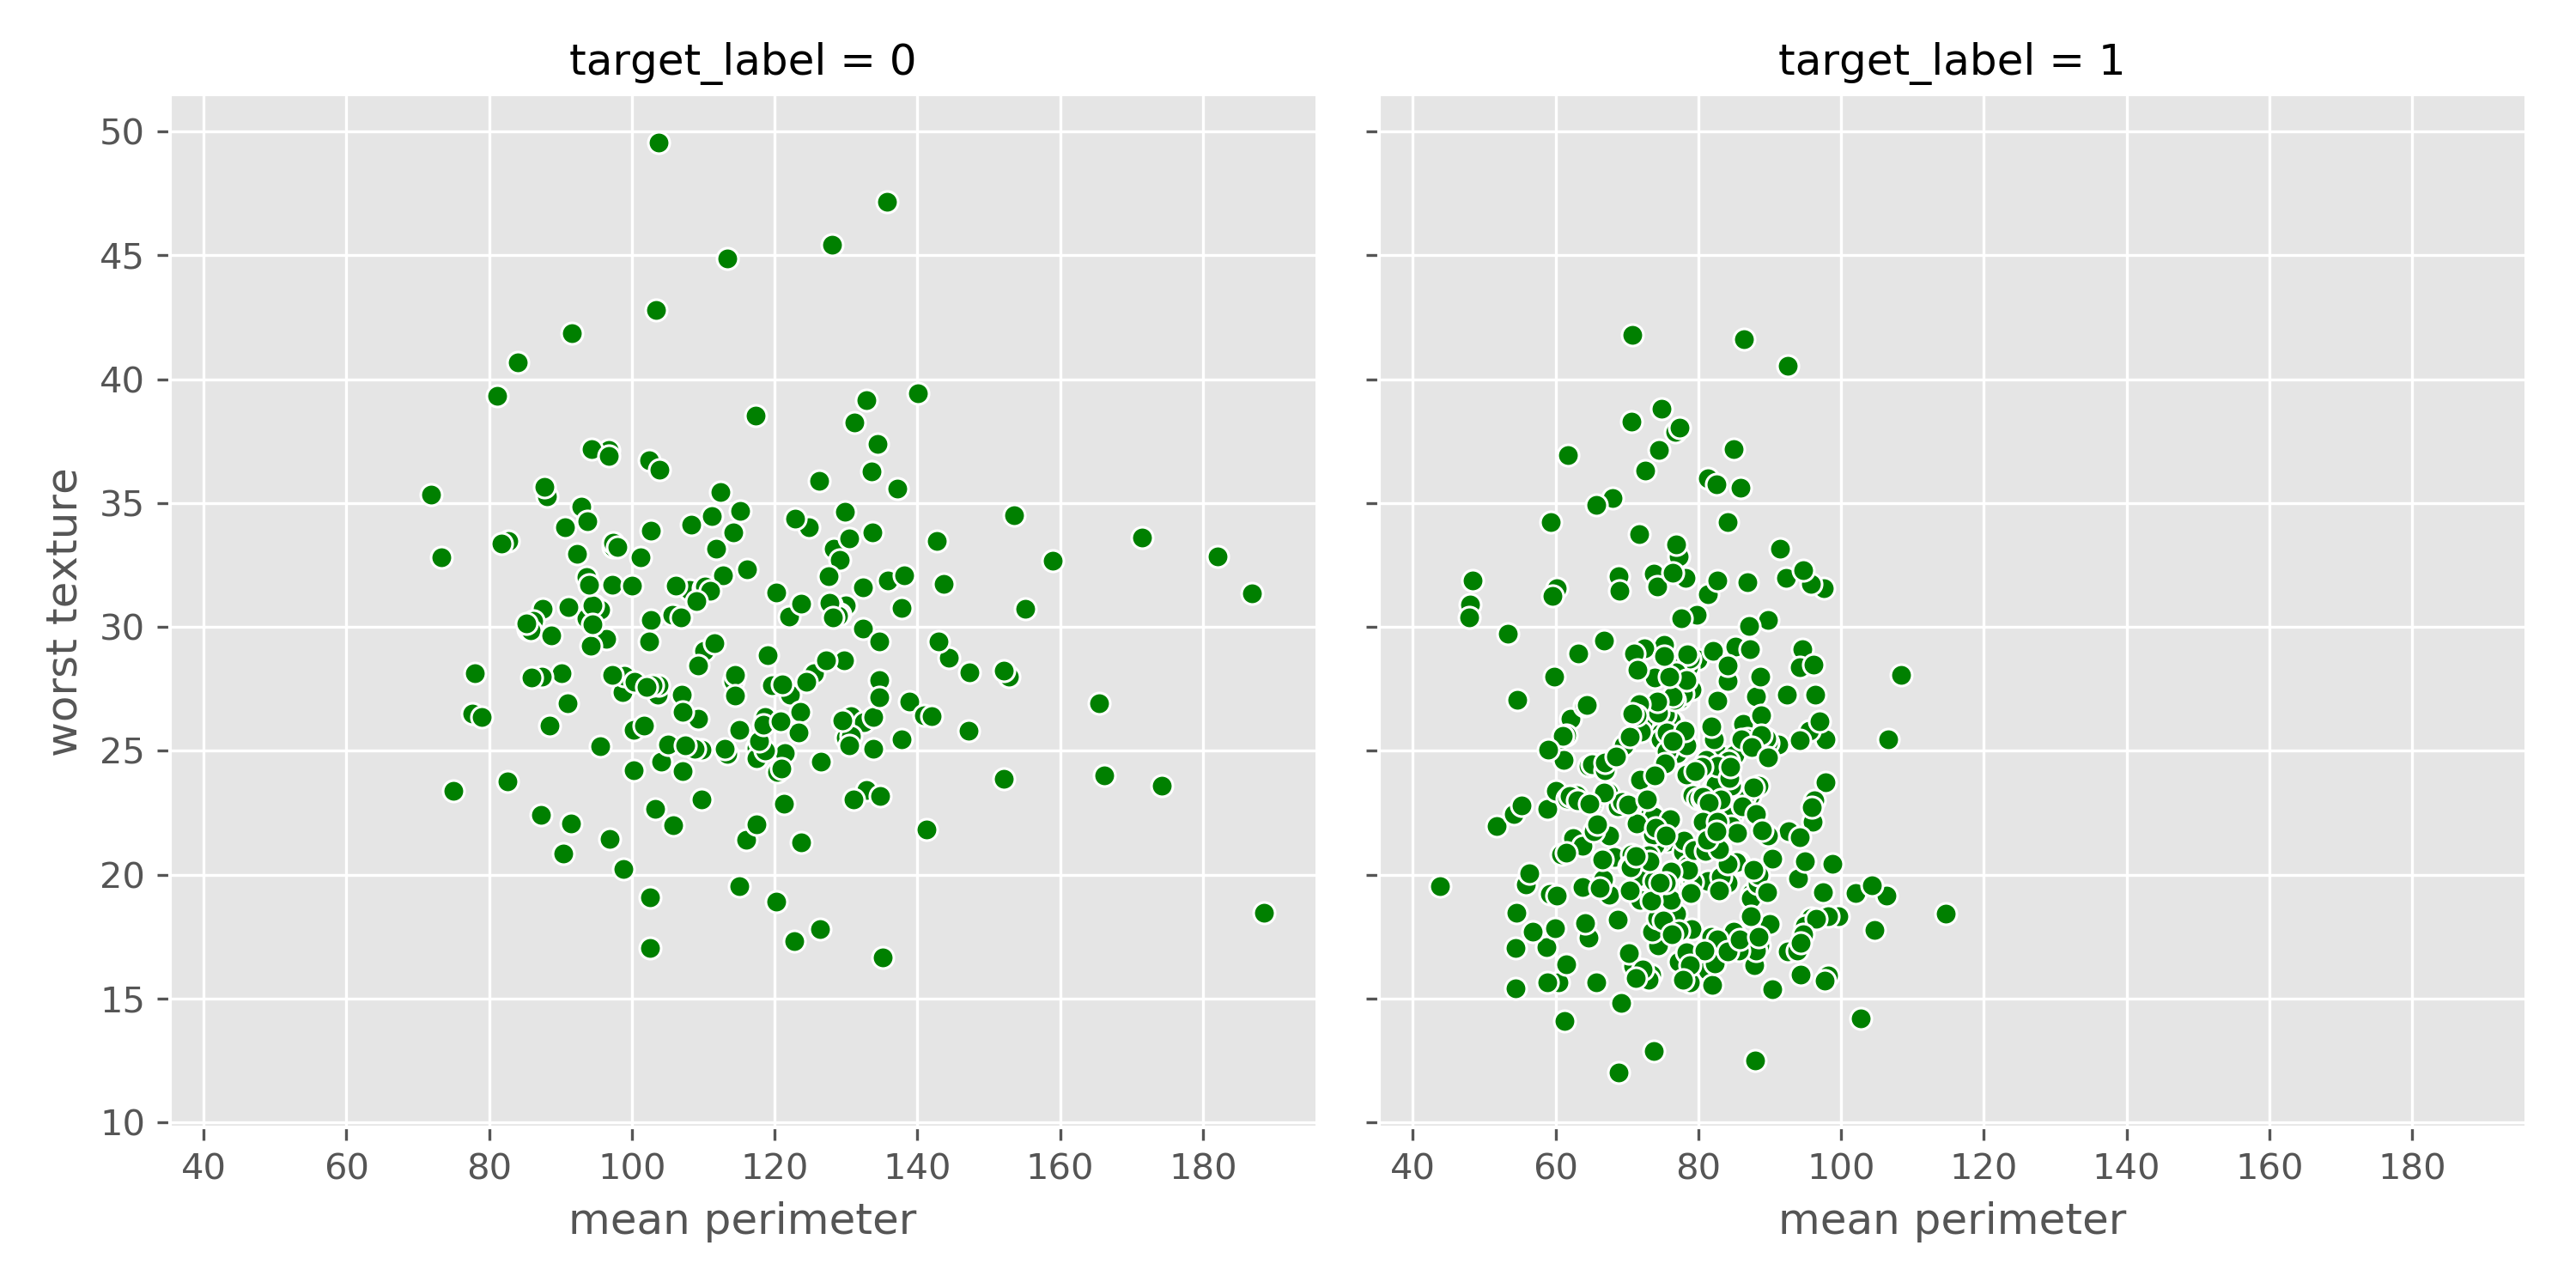 target_label = 0
target_label = 1
50
45
40
35
30
25
20
15
10
worst texture
40 60 80 100 120 140 160 180
40 60 80 100 120 140 160 180
mean perimeter
mean perimeter